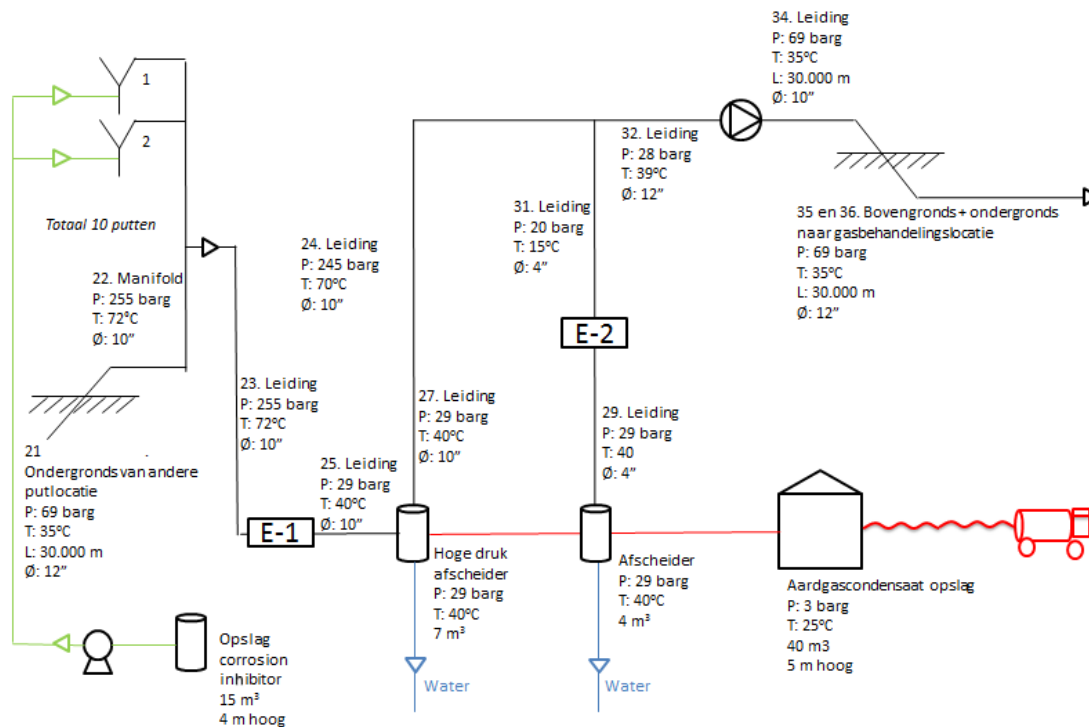 1
2
Totaal 10 putten
22. Manifold
P: 255 barg
T: 72°C
Ø: 10”
21
Ondergronds van andere
putlocatie
P: 69 barg
T: 35°C
L: 30.000 m
Ø: 12”
Opslag
corrosion
inhibitor
15 m³
4 m hoog
23. Leiding
P: 255 barg
T: 72°C
Ø: 10”
E-1
24. Leiding
P: 245 barg
T: 70°C
Ø: 10”
25. Leiding
P: 29 barg
T: 40°C
Ø: 10”
27. Leiding
P: 29 barg
T: 40°C
Ø: 10”
Hoge druk
afscheider
P: 29 barg
T: 40°C
7 m³
Water
31. Leiding
P: 20 barg
T: 15°C
Ø: 4”
E-2
29. Leiding
P: 29 barg
T: 40
Ø: 4”
Afscheider
P: 29 barg
T: 40°C
4 m³
Water
32. Leiding
P: 28 barg
T: 39°C
Ø: 12”
34. Leiding
P: 69 barg
T: 35°C
L: 30.000 m
Ø: 10”
35 en 36. Bovengronds + ondergronds
naar gasbehandelingslocatie
P: 69 barg
T: 35°C
L: 30.000 m
Ø: 12”
Aardgascondensaat opslag
P: 3 barg
T: 25°C
40 m3
5 m hoog